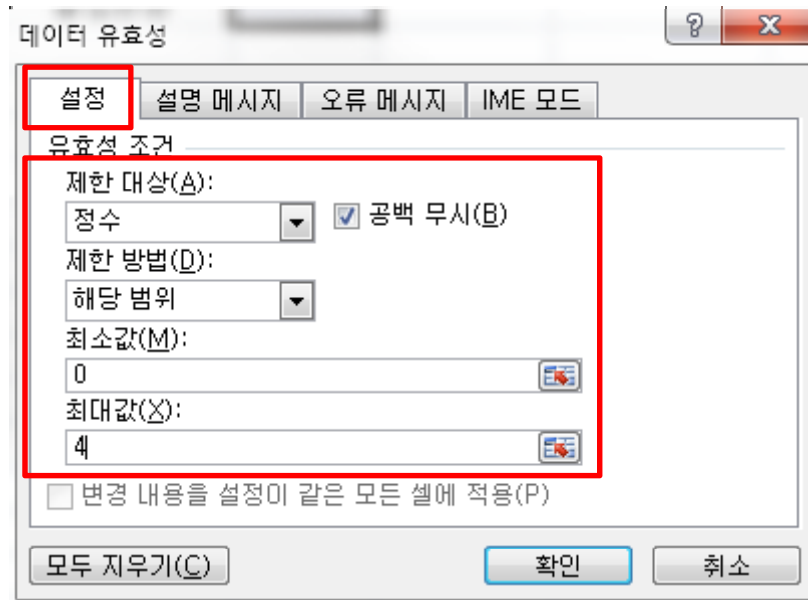 데이터 유효성
설정 설명 메시지 오류 메시지 IME 모드
유효성 조건
제한 대상(A):
정수 공백 무시(B)
제한 방법(D):
해당 범위
최소값(M):
0
최대값(X):
4
변경 내용을 설정이 같은 모든 셀에 적용(P)
모두 지우기(C) 확인 취소